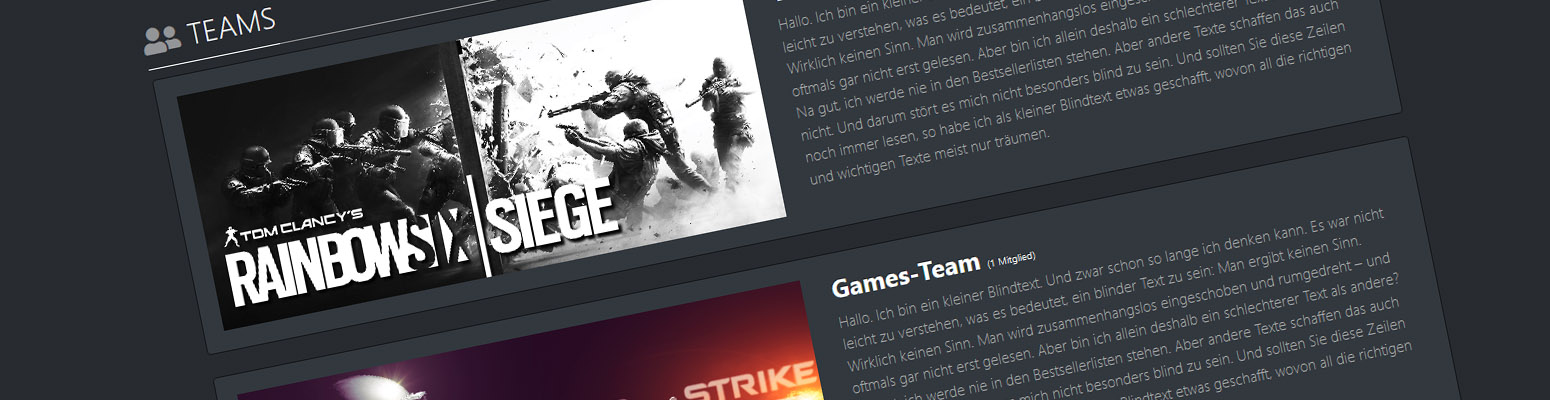 TEAMS
Hallo. Ich bin ein kleiner
leicht zu verstehen, was es bedeutet, ein
Wirklich keinen Sinn. Man wird zusammenhangslos
oftmals gar nicht erst gelesen. Aber bin ich allein deshalb ein schlechterer
Na gut, ich werde nie in den Bestsellerlisten stehen. Aber andere Texte schaffen das auch
nicht. Und darum stört es mich nicht besonders blind zu sein. Und sollten Sie diese Zeilen
noch immer lesen, so habe ich als kleiner Blindtext etwas geschafft, wovon all die richtigen
und wichtigen Texte meist nur träumen.
TOM CLANCY'S
RAINBOWSIX | SIEGE
Games-Team (1 Mitglied)
Hallo. Ich bin ein kleiner Blindtext. Und zwar schon so lange ich denken kann. Es war nicht
leicht zu verstehen, was es bedeutet, ein blinder Text zu sein: Man ergibt keinen Sinn.
Wirklich keinen Sinn. Man wird zusammenhangslos eingeschoben und rumgedreht – und
oftmals gar nicht erst gelesen. Aber bin ich allein deshalb ein schlechterer Text als andere?
ich werde nie in den Bestsellerlisten stehen. Aber andere Texte schaffen das auch
mich nicht besonders blind zu sein. Und sollten Sie diese Zeilen
Blindtext etwas geschafft, wovon all die richtigen
STRIKE